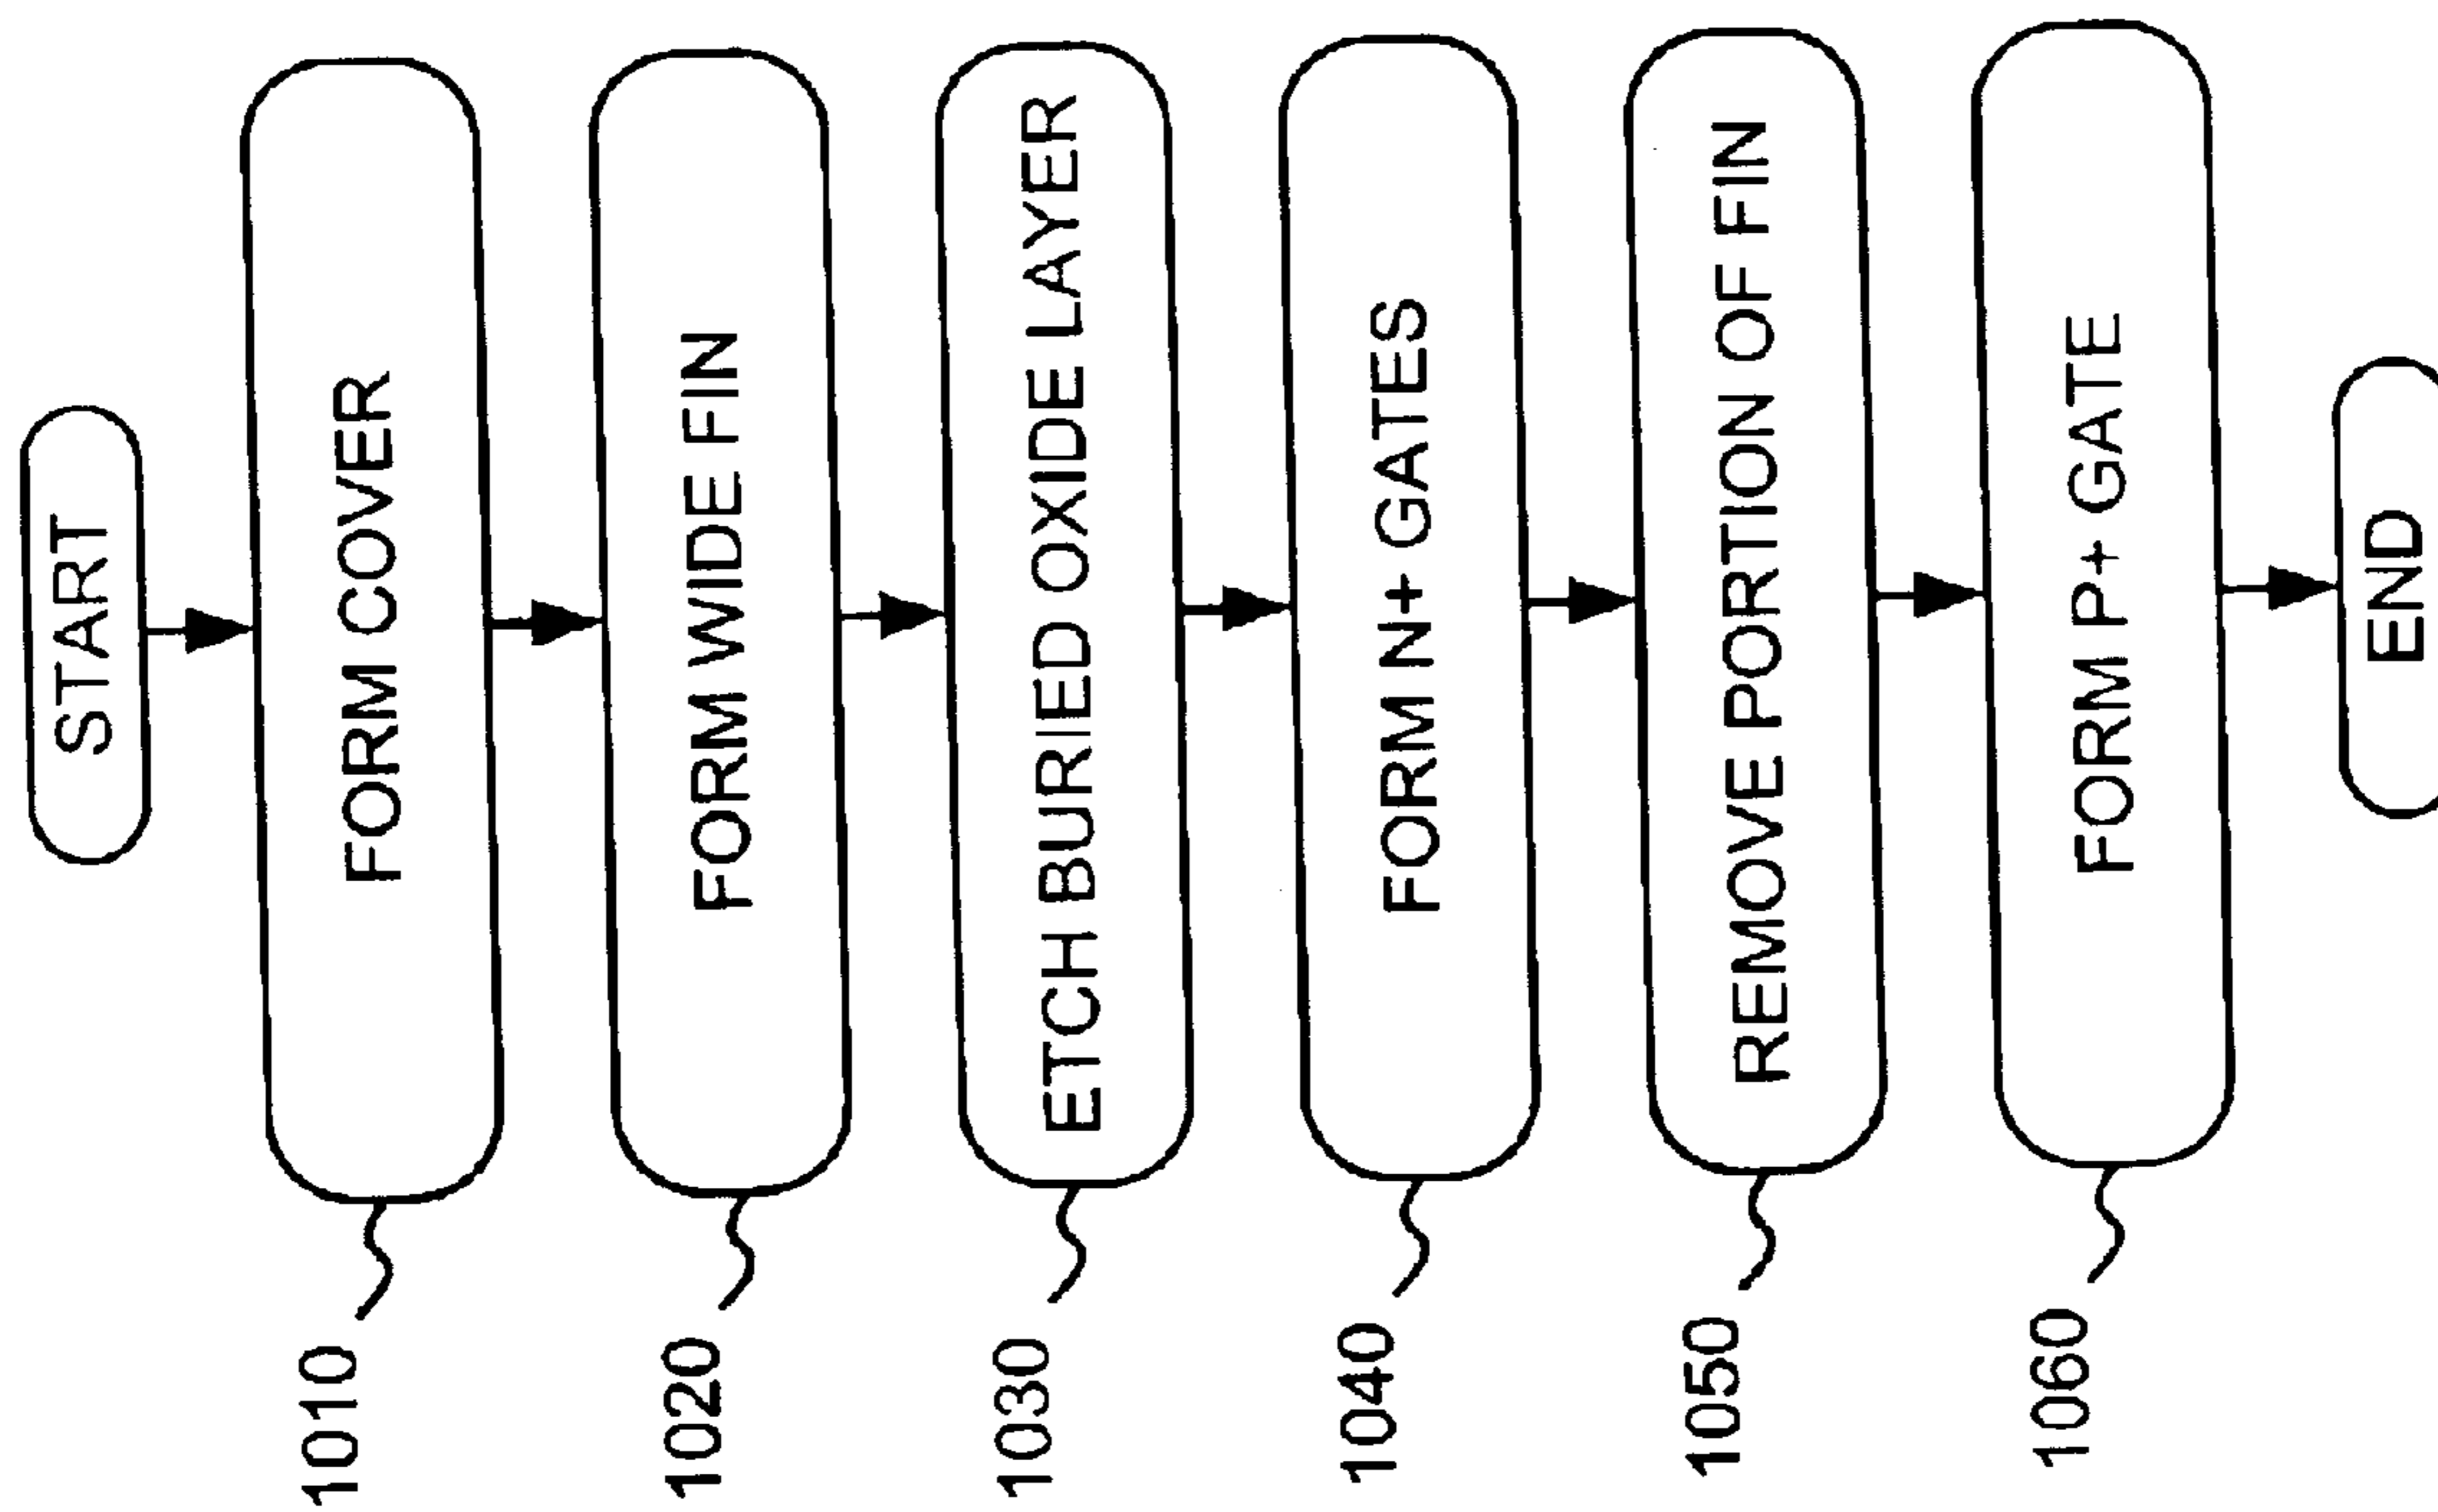 START
1010
FORM COVER
1020
FORM WIDE FIN
1030
ETCH BURIED OXIDE LAYER
1040
FORM N+ GATES
1050
REMOVE PORTION OF FIN
1060
FORM P+ GATE
END